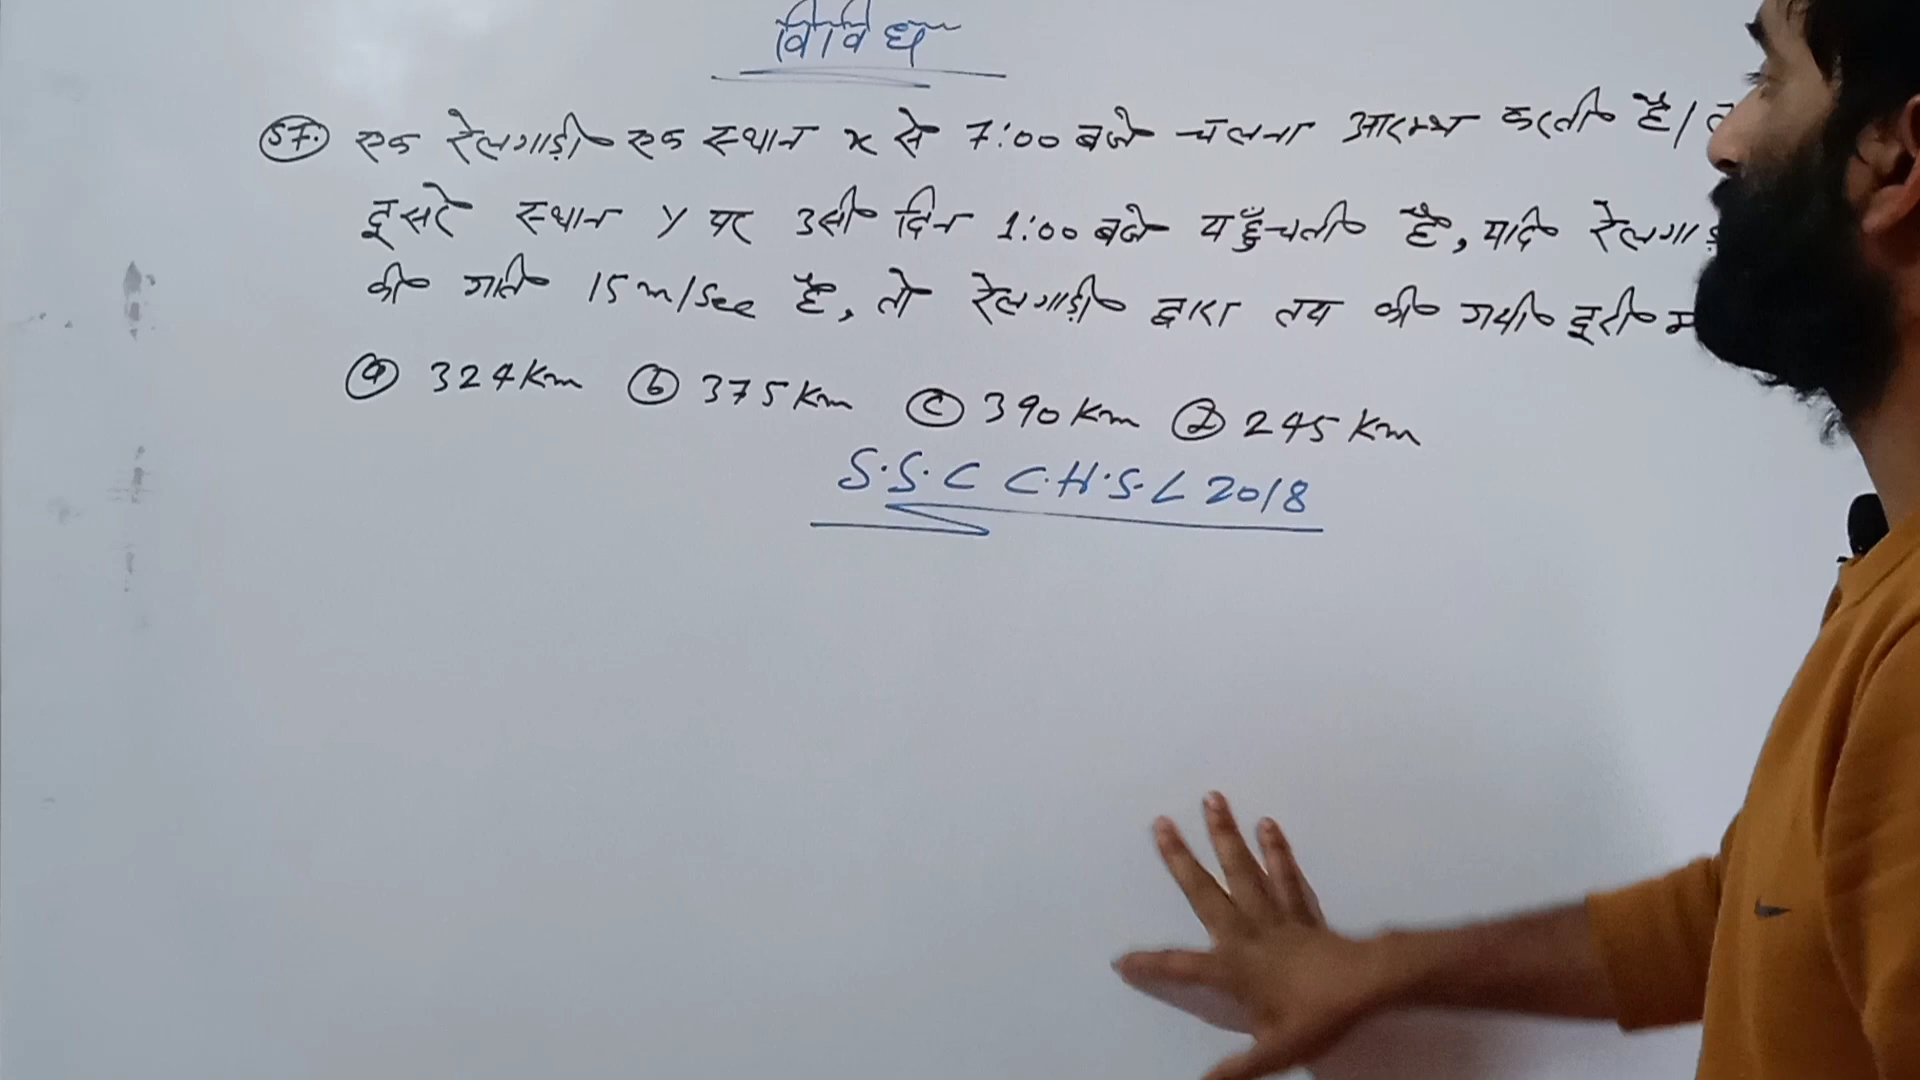 विविध
57. एक रेलगाड़ी एक स्थान x से 7:00 बजे चलना आरम्भ करती है।
दूसरे स्थान y पर उसी दिन 1:00 बजे पहुँचती है, यदि रेलगाड़
की गति 15 m/sec है, तो रेलगाड़ी द्वारा तय की गयी दूरी
(a) 324 Km (b) 375 Km (c) 390 Km (d) 245 Km
S.S.C C.H.S.L 2018